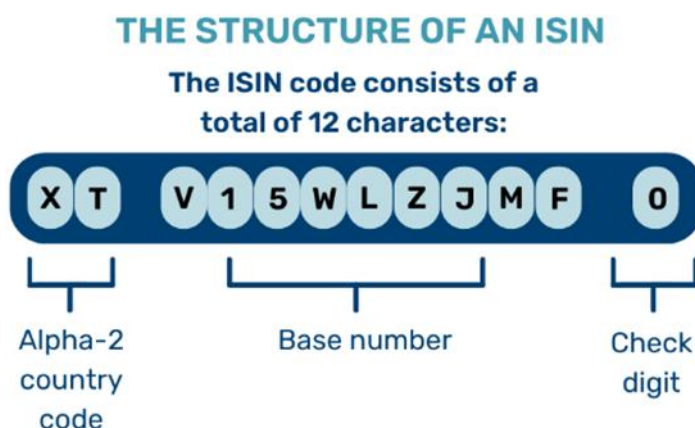 THE STRUCTURE OF AN ISIN
The ISIN code consists of a
total of 12 characters:
X T V 1 5 W L Z J M F 0
Alpha-2
country
code
Base number
Check
digit